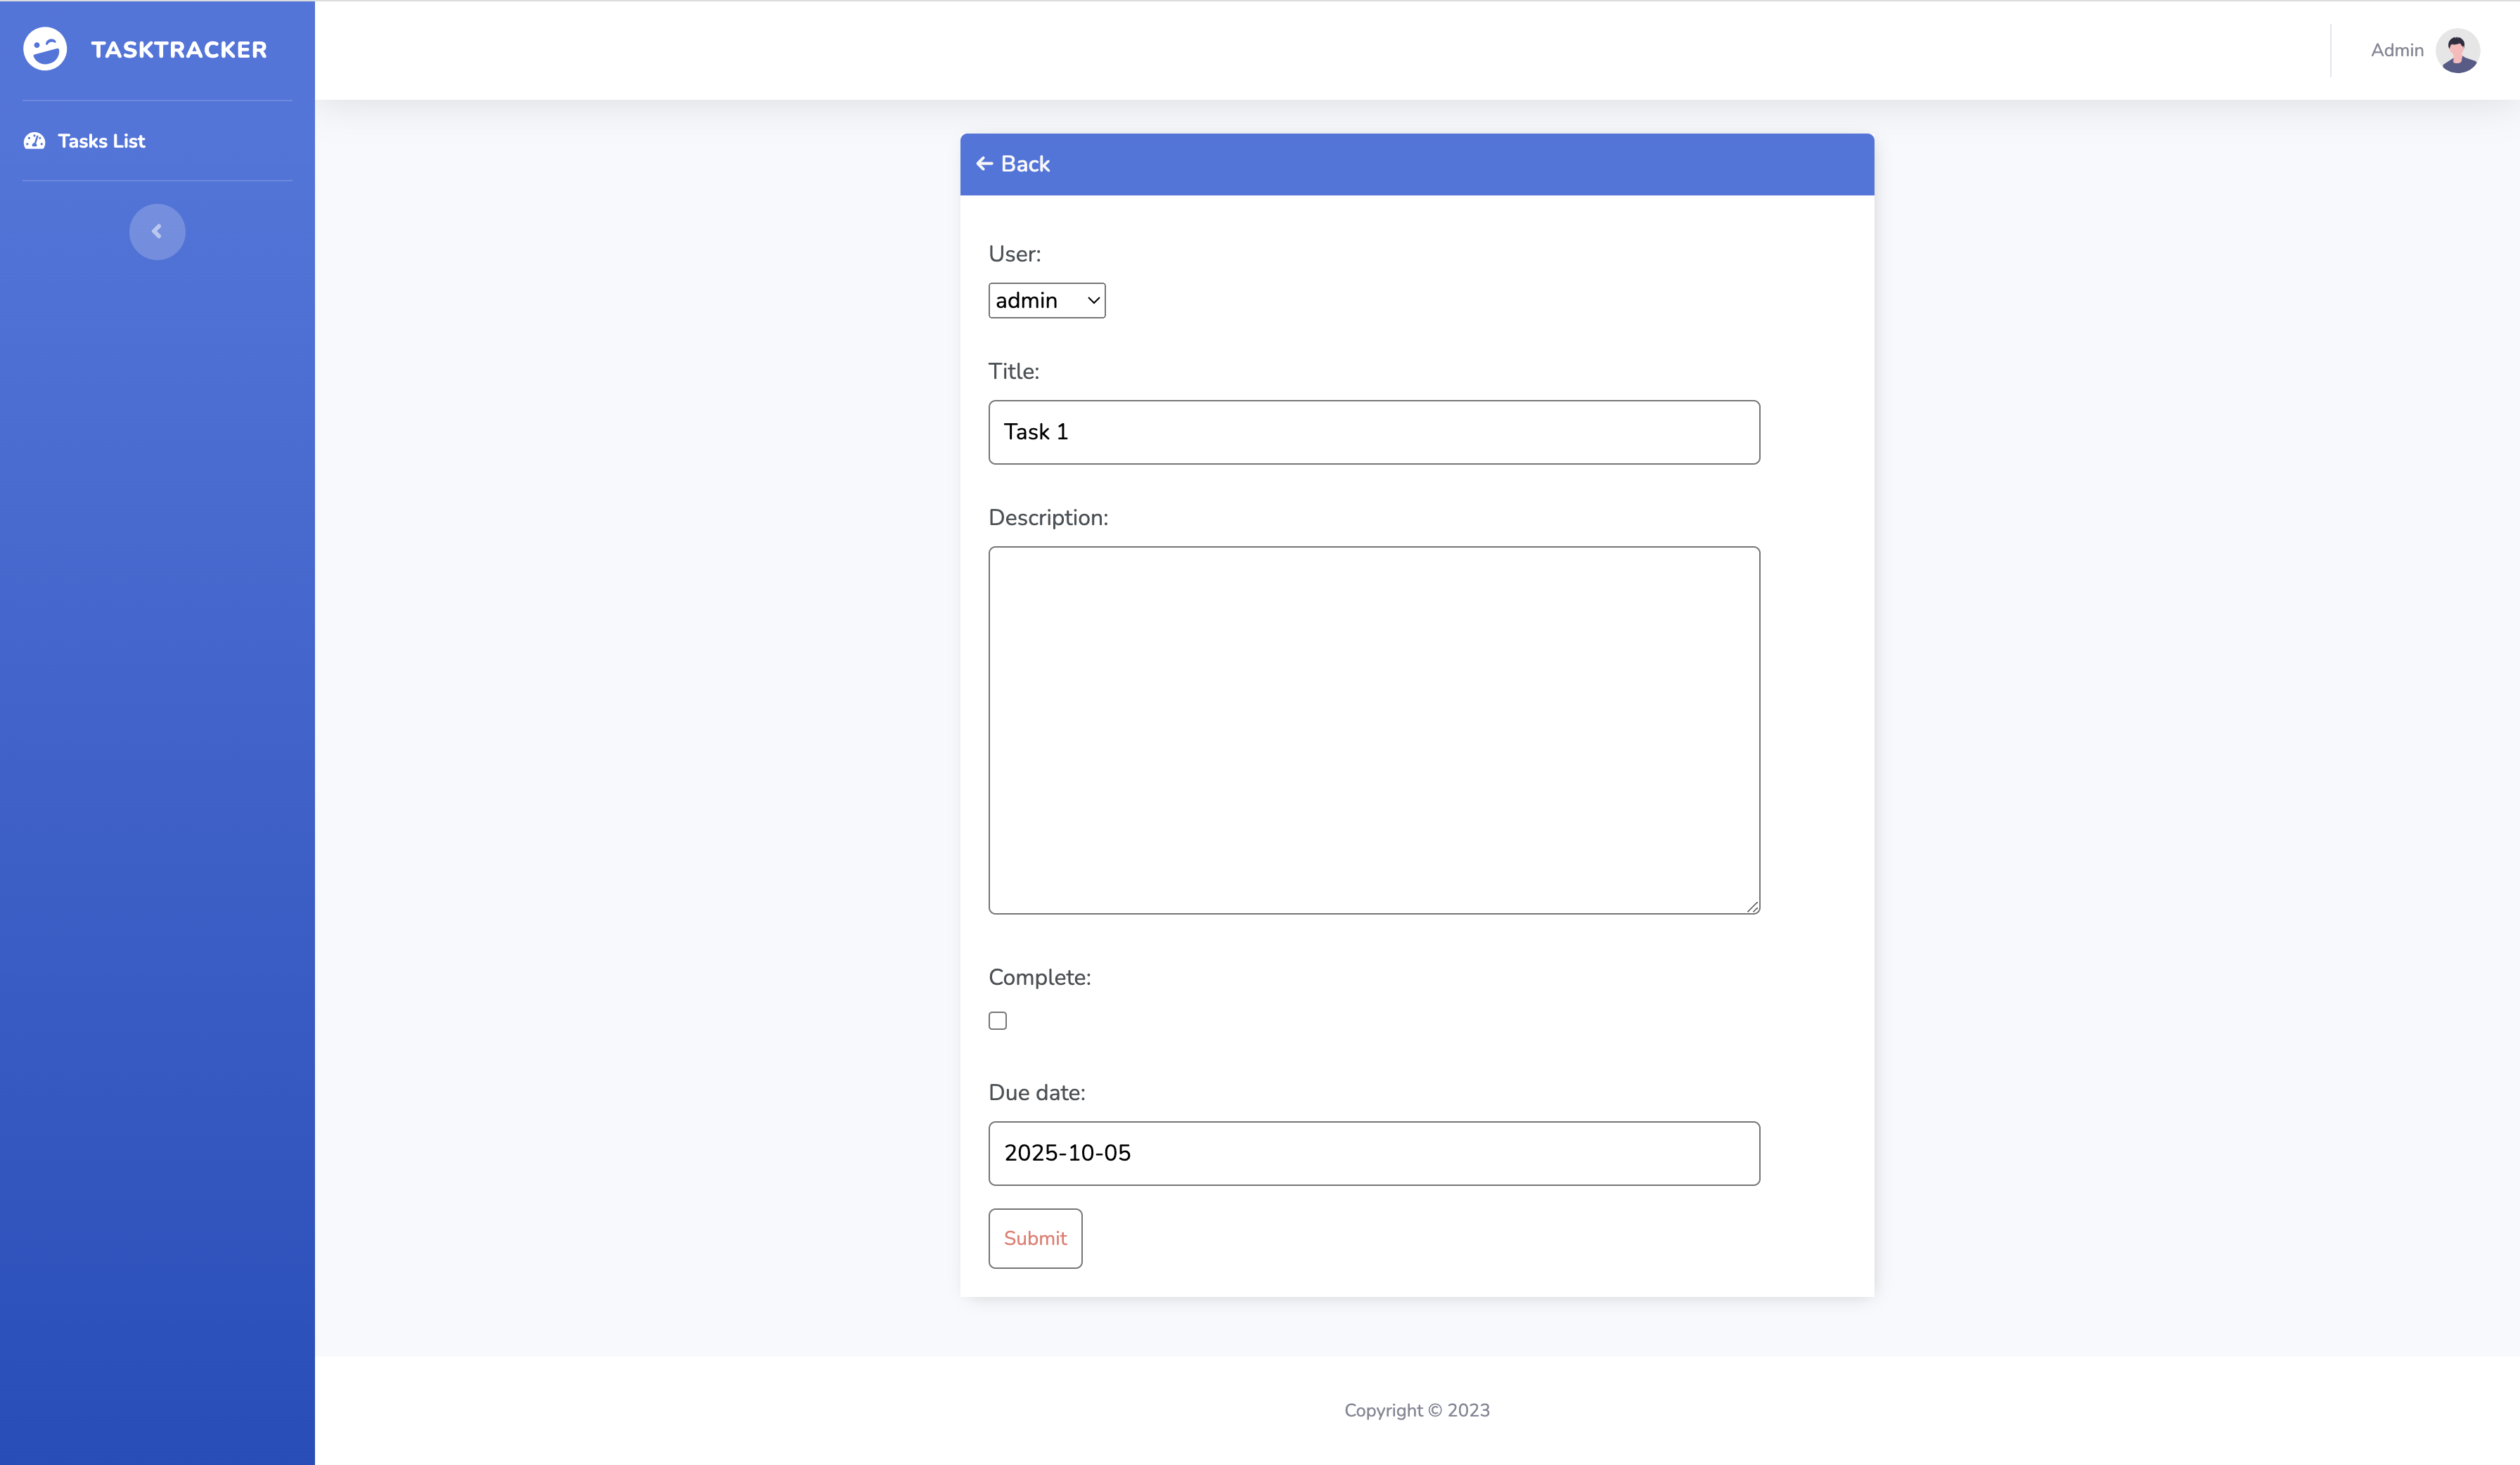 TASKTRACKER
Admin
Tasks List
Back
User:
admin
Title:
Task 1
Description:
Complete:
Due date:
2025-10-05
Submit
Copyright © 2023